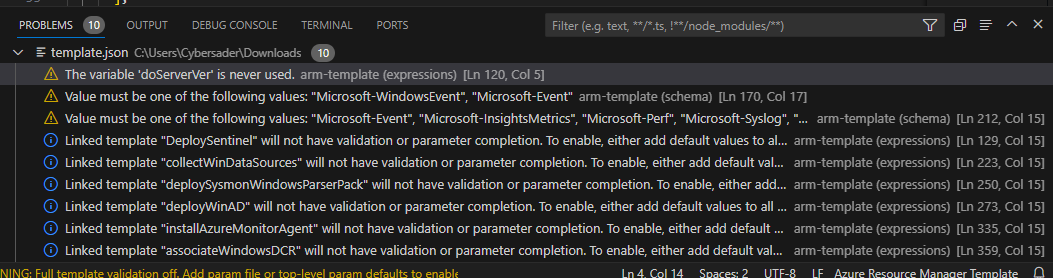 ];
PROBLEMS 10 OUTPUT DEBUG CONSOLE TERMINAL PORTS Filter (e.g. text, **/*.ts, !**/node_modules/**)
template.json C:\Users\Cybersader\Downloads 10
The variable 'doServerVer' is never used. arm-template (expressions) [Ln 120, Col 5]
Value must be one of the following values: "Microsoft-WindowsEvent", "Microsoft-Event" arm-template (schema) [Ln 170, Col 17]
Value must be one of the following values: "Microsoft-Event", "Microsoft-InsightsMetrics", "Microsoft-Perf", "Microsoft-Syslog", "... arm-template (schema) [Ln 212, Col 15]
Linked template "DeploySentinel" will not have validation or parameter completion. To enable, either add default values to al... arm-template (expressions) [Ln 129, Col 15]
Linked template "collectWinDataSources" will not have validation or parameter completion. To enable, either add default val... arm-template (expressions) [Ln 223, Col 15]
Linked template "deploySysmonWindowsParserPack" will not have validation or parameter completion. To enable, either add... arm-template (expressions) [Ln 250, Col 15]
Linked template "deployWinAD" will not have validation or parameter completion. To enable, either add default values to all ... arm-template (expressions) [Ln 273, Col 15]
Linked template "installAzureMonitorAgent" will not have validation or parameter completion. To enable, either add default ... arm-template (expressions) [Ln 335, Col 15]
Linked template "associateWindowsDCR" will not have validation or parameter completion. To enable, either add default val... arm-template (expressions) [Ln 359, Col 15]
NING: Full template validation off. Add param file or top-level param defaults to enable Ln 4, Col 14 Spaces: 2 UTF-8 LF Azure Resource Manager Template